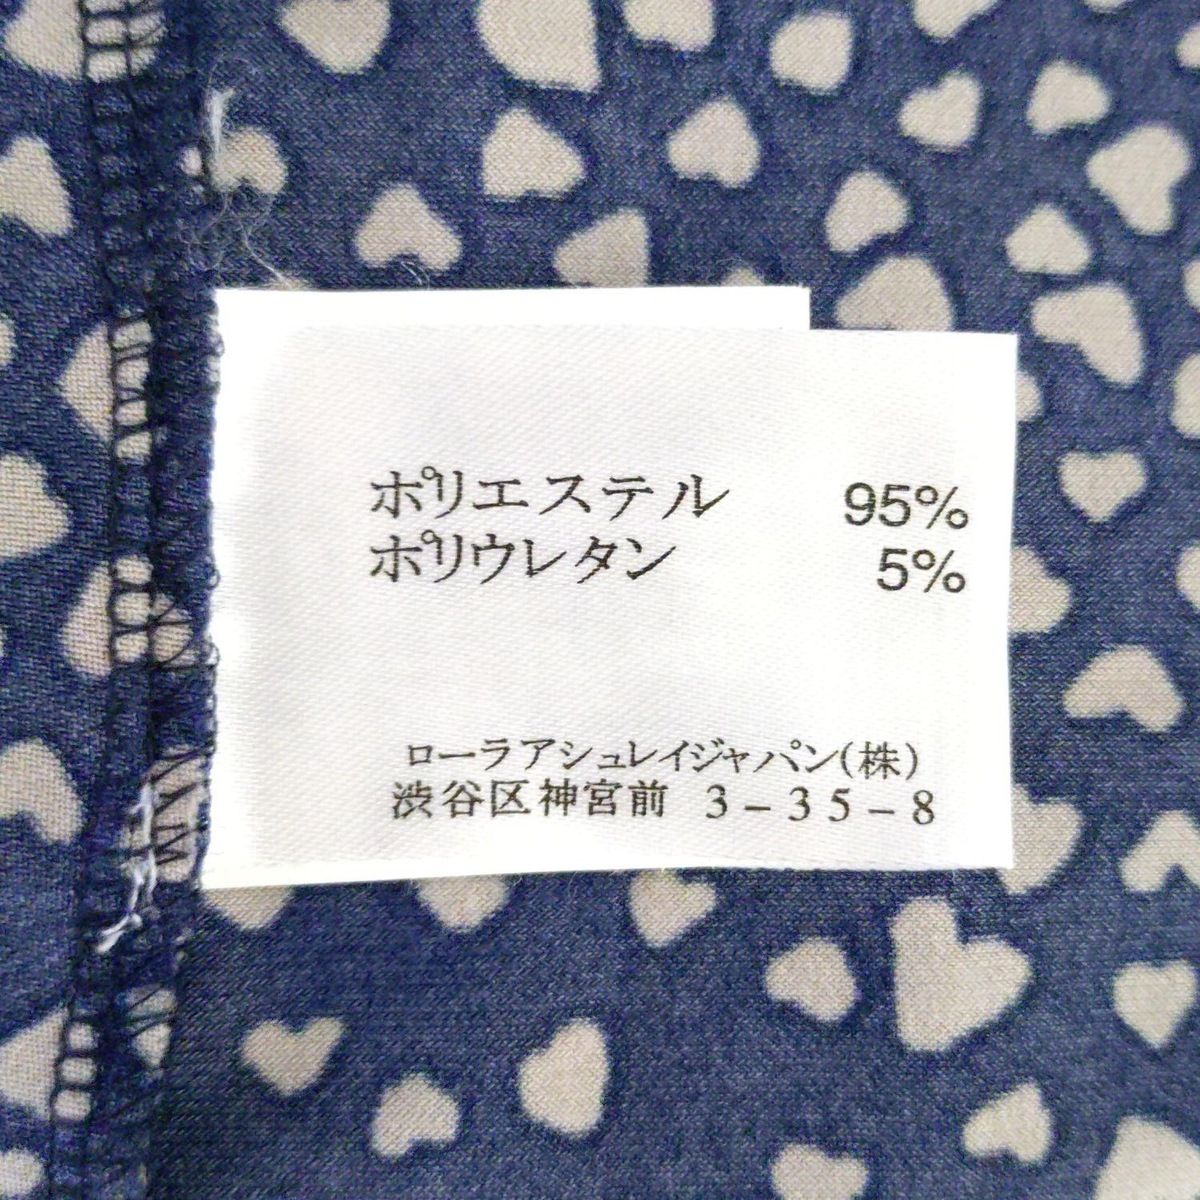 ポリエステル 95%
ポリウレタン 5%
ローラアシュレイジャパン(株)
渋谷区神宮前 3-35-8